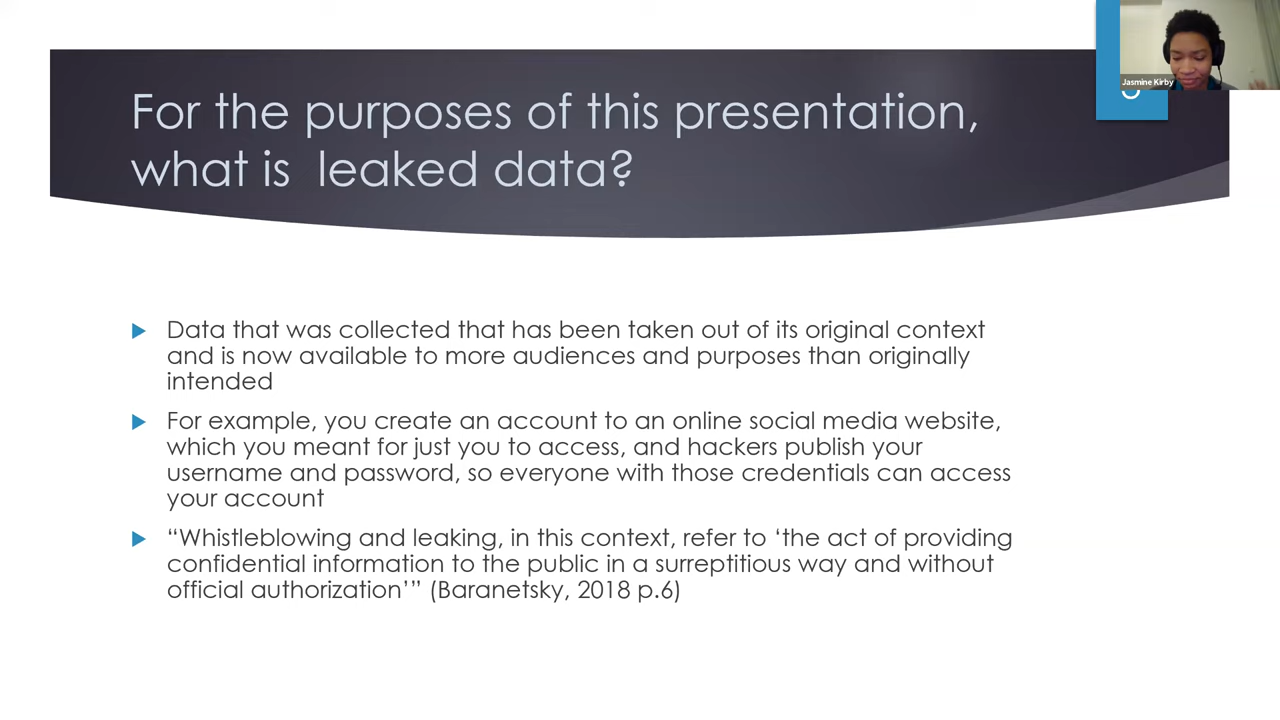 For the purposes of this presentation,
what is leaked data?
Jasmine Kirby
Data that was collected that has been taken out of its original context
and is now available to more audiences and purposes than originally
intended
For example, you create an account to an online social media website,
which you meant for just you to access, and hackers publish your
username and password, so everyone with those credentials can access
your account
“Whistleblowing and leaking, in this context, refer to ‘the act of providing
confidential information to the public in a surreptitious way and without
official authorization’” (Baranetsky, 2018 p.6)